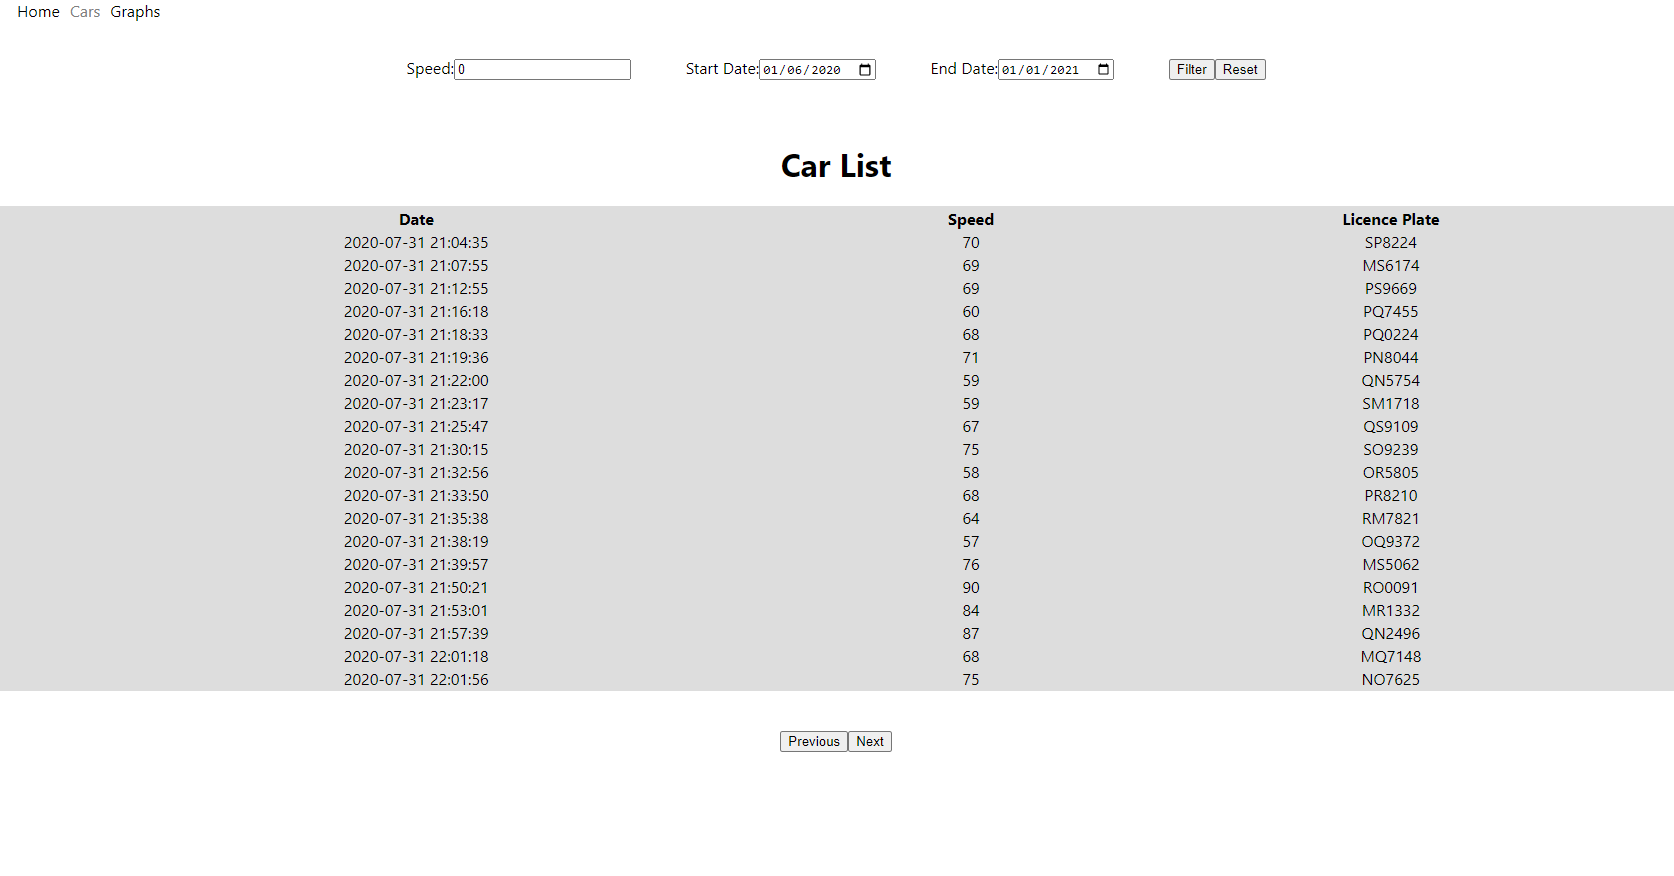 Home Cars Graphs
Speed: 0 Start Date: 01/06/2020 End Date: 01/01/2021 Filter Reset
Car List
Date Speed Licence Plate
2020-07-31 21:04:35 70 SP8224
2020-07-31 21:07:55 69 MS6174
2020-07-31 21:12:55 69 PS9669
2020-07-31 21:16:18 60 PQ7455
2020-07-31 21:18:33 68 PQ0224
2020-07-31 21:19:36 71 PN8044
2020-07-31 21:22:00 59 QN5754
2020-07-31 21:23:17 59 SM1718
2020-07-31 21:25:47 67 QS9109
2020-07-31 21:30:15 75 SO9239
2020-07-31 21:32:56 58 OR5805
2020-07-31 21:33:50 68 PR8210
2020-07-31 21:35:38 64 RM7821
2020-07-31 21:38:19 57 OQ9372
2020-07-31 21:39:57 76 MS5062
2020-07-31 21:50:21 90 RO0091
2020-07-31 21:53:01 84 MR1332
2020-07-31 21:57:39 87 QN2496
2020-07-31 22:01:18 68 MQ7148
2020-07-31 22:01:56 75 NO7625
Previous Next